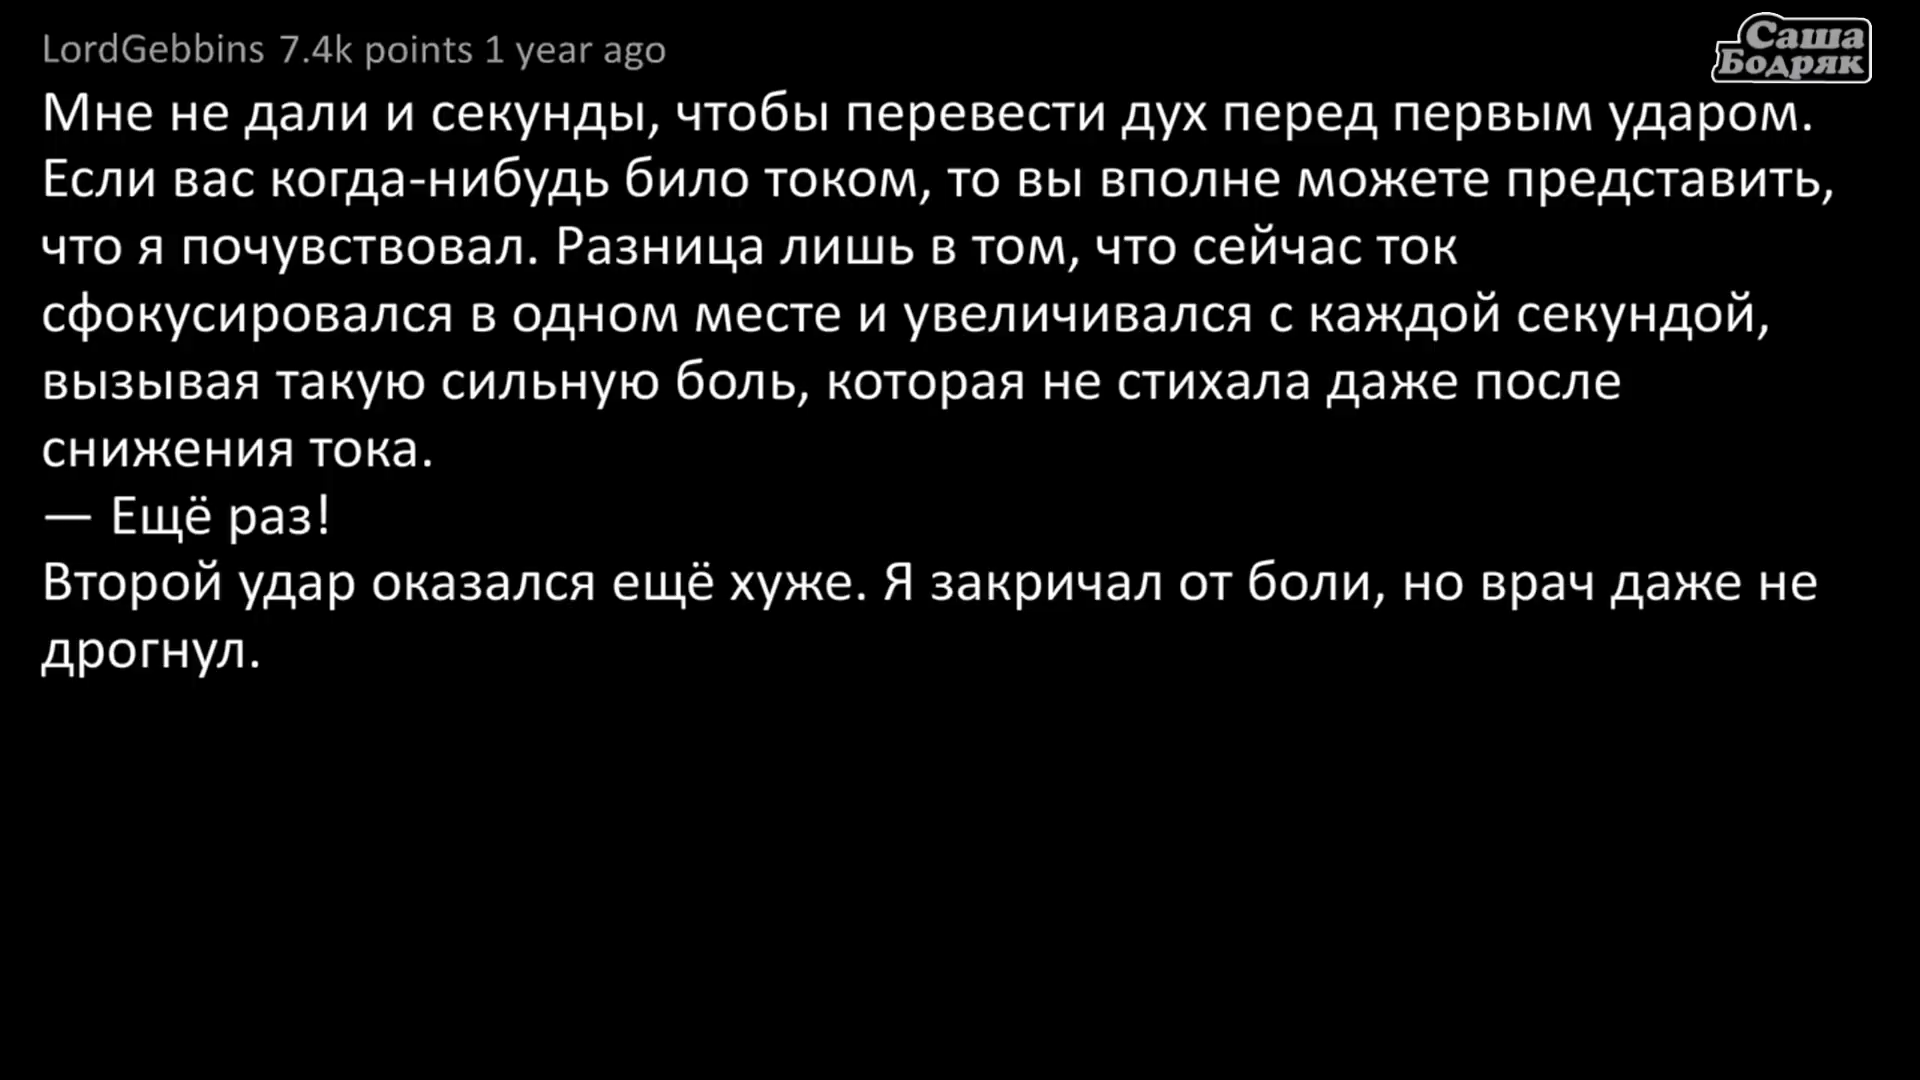 LordGebbins 7.4k points 1 year ago
Саша
Бодряк
Мне не дали и секунды, чтобы перевести дух перед первым ударом.
Если вас когда-нибудь било током, то вы вполне можете представить,
что я почувствовал. Разница лишь в том, что сейчас ток
сфокусировался в одном месте и увеличивался с каждой секундой,
вызывая такую сильную боль, которая не стихала даже после
снижения тока.
— Ещё раз!
Второй удар оказался ещё хуже. Я закричал от боли, но врач даже не
дрогнул.